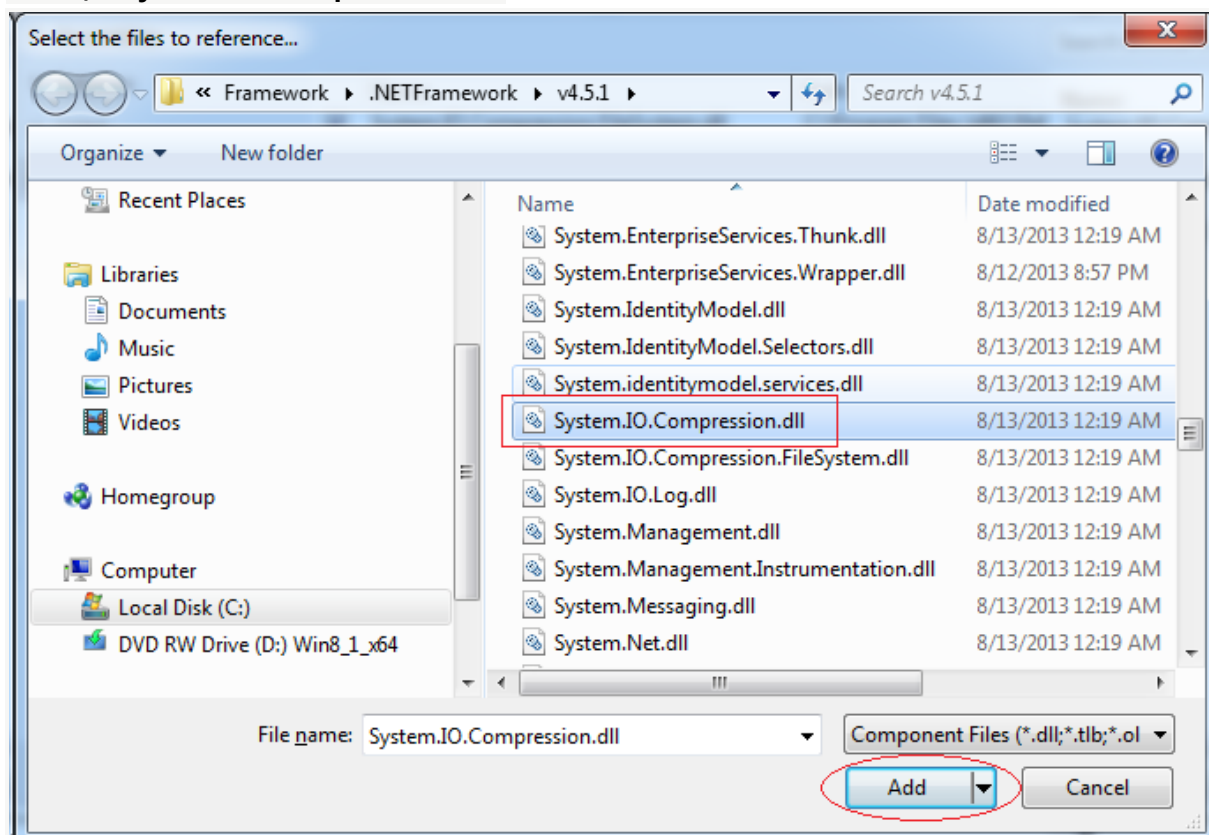 Select the files to reference...
« Framework ▸ .NETFramework ▸ v4.5.1 ▸
Search v4.5.1
Organize ▾ New folder
Recent Places
Libraries
Documents
Music
Pictures
Videos
Homegroup
Computer
Local Disk (C:)
DVD RW Drive (D:) Win8_1_x64
Name Date modified
System.EnterpriseServices.Thunk.dll 8/13/2013 12:19 AM
System.EnterpriseServices.Wrapper.dll 8/12/2013 8:57 PM
System.IdentityModel.dll 8/13/2013 12:19 AM
System.IdentityModel.Selectors.dll 8/13/2013 12:19 AM
System.identitymodel.services.dll 8/13/2013 12:19 AM
System.IO.Compression.dll 8/13/2013 12:19 AM
System.IO.Compression.FileSystem.dll 8/13/2013 12:19 AM
System.IO.Log.dll 8/13/2013 12:19 AM
System.Management.dll 8/13/2013 12:19 AM
System.Management.Instrumentation.dll 8/13/2013 12:19 AM
System.Messaging.dll 8/13/2013 12:19 AM
System.Net.dll 8/13/2013 12:19 AM
File name: System.IO.Compression.dll
Component Files (*.dll;*.tlb;*.ol
Add Cancel